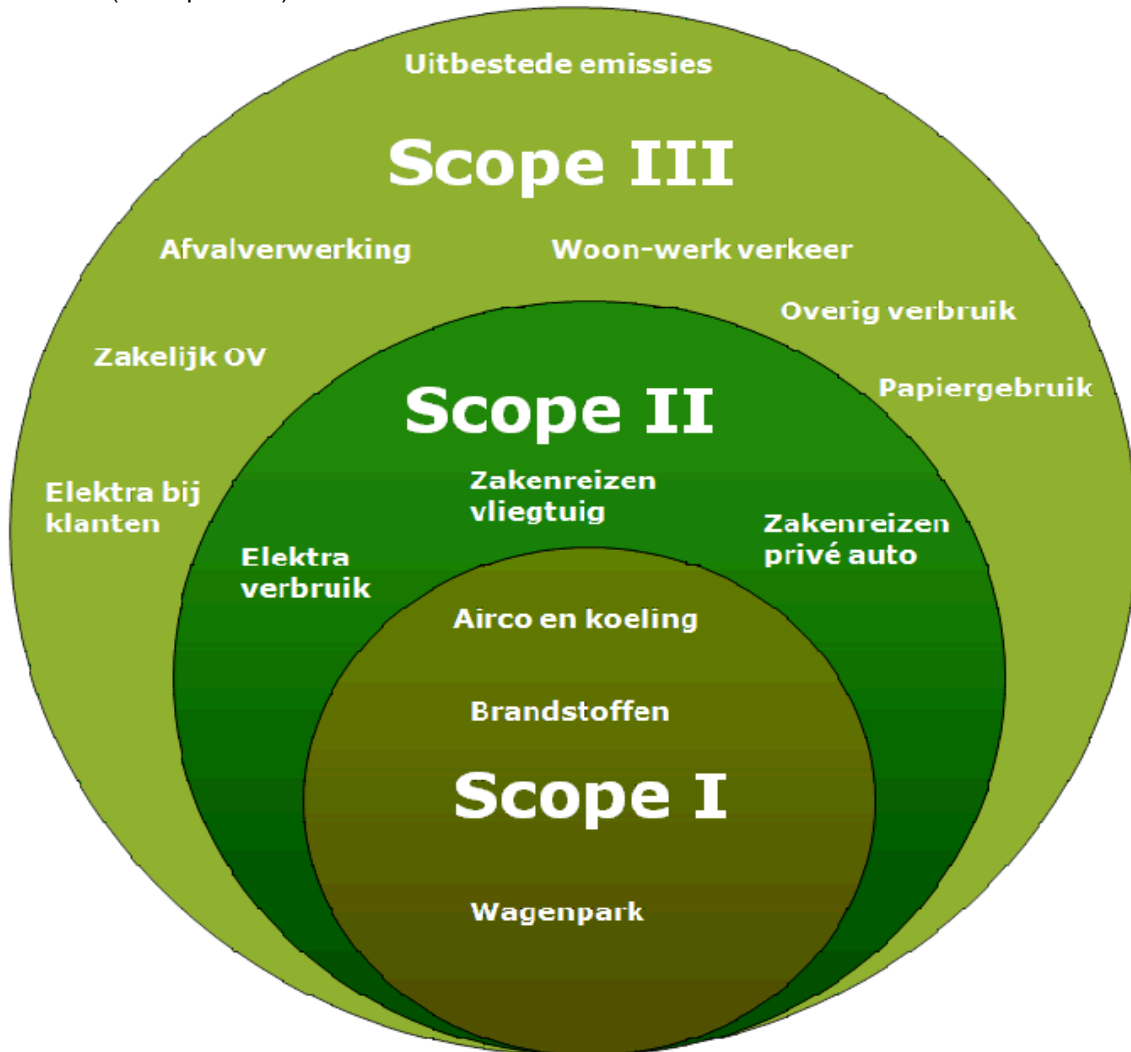 Uitbestede emissies
Scope III
Afvalverwerking
Woon-werk verkeer
Overig verbruik
Zakelijk OV
Papiergebruik
Scope II
Elektra bij
klanten
Zakenreizen
vliegtuig
Zakenreizen
privé auto
Elektra
verbruik
Airco en koeling
Brandstoffen
Scope I
Wagenpark